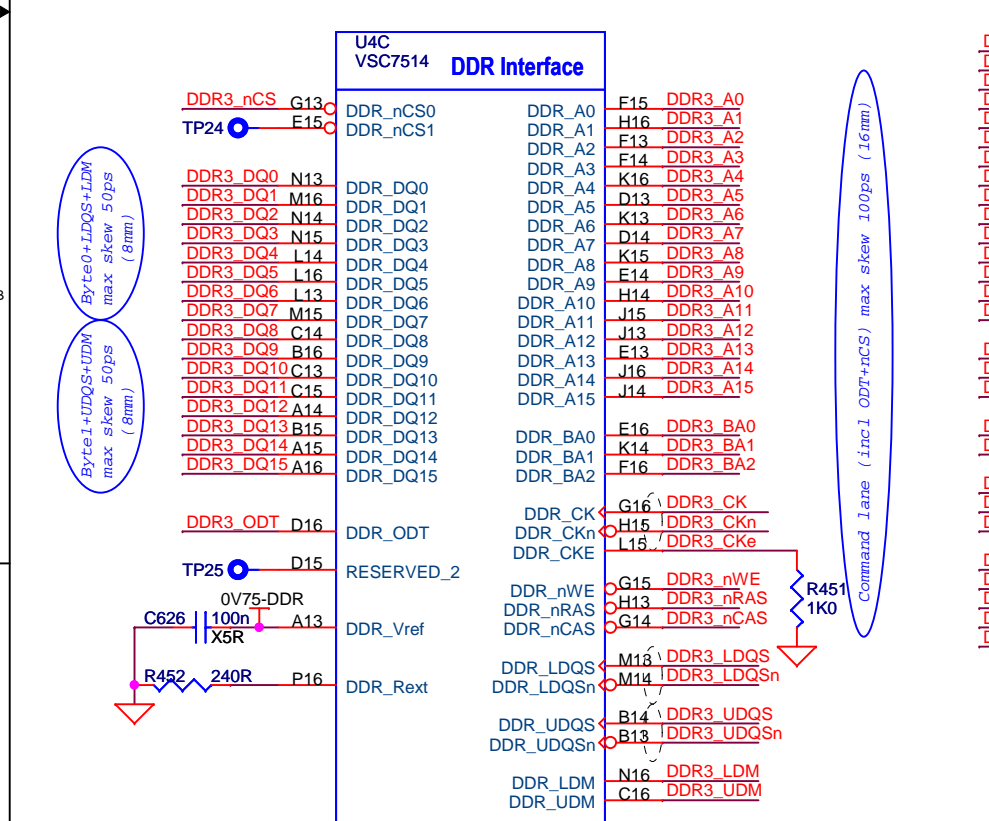 U4C
VSC7514
DDR Interface
DDR3_nCS G13 DDR_nCS0
TP24 E15 DDR_nCS1
DDR3_DQ0 N13 DDR_DQ0
DDR3_DQ1 M16 DDR_DQ1
DDR3_DQ2 N14 DDR_DQ2
DDR3_DQ3 N15 DDR_DQ3
DDR3_DQ4 L14 DDR_DQ4
DDR3_DQ5 L16 DDR_DQ5
DDR3_DQ6 L13 DDR_DQ6
DDR3_DQ7 M15 DDR_DQ7
DDR3_DQ8 C14 DDR_DQ8
DDR3_DQ9 B16 DDR_DQ9
DDR3_DQ10 C13 DDR_DQ10
DDR3_DQ11 C15 DDR_DQ11
DDR3_DQ12 A14 DDR_DQ12
DDR3_DQ13 B15 DDR_DQ13
DDR3_DQ14 A15 DDR_DQ14
DDR3_DQ15 A16 DDR_DQ15
DDR3_ODT D16 DDR_ODT
TP25 D15 RESERVED_2
0V75-DDR
C626 100n A13 DDR_Vref
X5R
R452 240R P16 DDR_Rext
Byte0+LDQS+LDM
max skew 50ps
(8mm)
Byte1+UDQS+UDM
max skew 50ps
(8mm)
DDR_A0 F15 DDR3_A0
DDR_A1 H16 DDR3_A1
DDR_A2 F13 DDR3_A2
DDR_A3 F14 DDR3_A3
DDR_A4 K16 DDR3_A4
DDR_A5 D13 DDR3_A5
DDR_A6 K13 DDR3_A6
DDR_A7 D14 DDR3_A7
DDR_A8 K15 DDR3_A8
DDR_A9 E14 DDR3_A9
DDR_A10 H14 DDR3_A10
DDR_A11 J15 DDR3_A11
DDR_A12 J13 DDR3_A12
DDR_A13 E13 DDR3_A13
DDR_A14 J16 DDR3_A14
DDR_A15 J14 DDR3_A15
DDR_BA0 E16 DDR3_BA0
DDR_BA1 K14 DDR3_BA1
DDR_BA2 F16 DDR3_BA2
DDR_CK G16 DDR3_CK
DDR_CKn H15 DDR3_CKn
DDR_CKE L15 DDR3_CKe
DDR_nWE G15 DDR3_nWE
DDR_nRAS H13 DDR3_nRAS
DDR_nCAS G14 DDR3_nCAS
R451
1K0
DDR_LDQS M13 DDR3_LDQS
DDR_LDQSn M14 DDR3_LDQSn
DDR_UDQS B14 DDR3_UDQS
DDR_UDQSn B13 DDR3_UDQSn
DDR_LDM N16 DDR3_LDM
DDR_UDM C16 DDR3_UDM
Command lane (incl ODT+nCS) max skew 100ps (16mm)